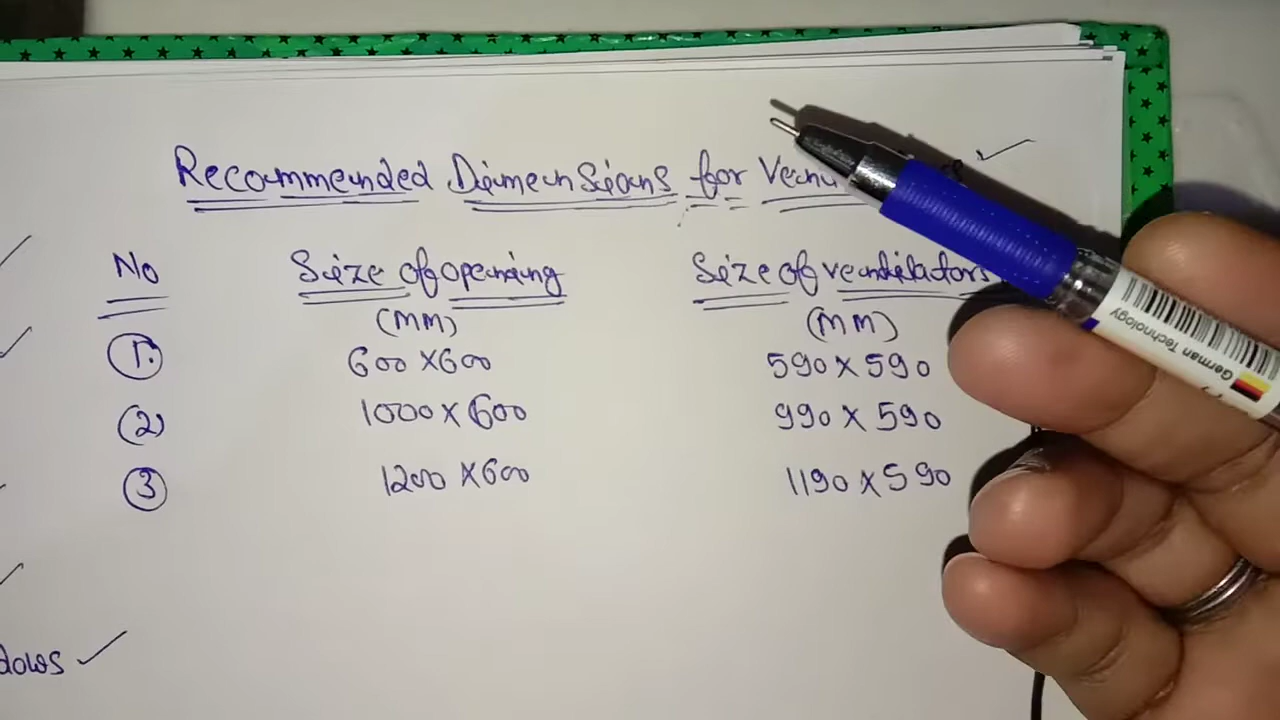 Recommended Dimensions for
No Size of opening Size of ventilators
(MM) (MM)
1. 600 X 600 590 X 590
(2) 1000 X 600 990 X 590
3 1200 X 600 1190 X 590
German Technology